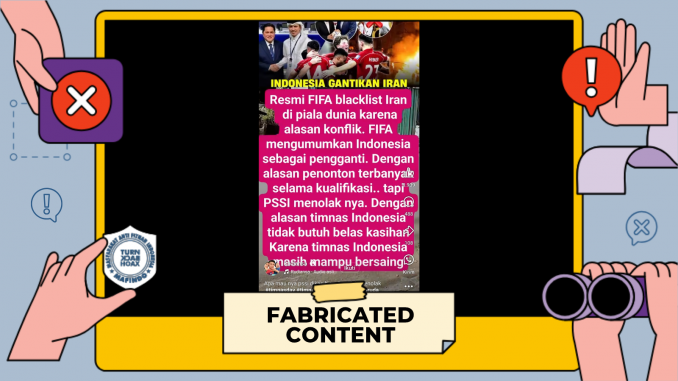 INDONESIA GANTIKAN IRAN
Resmi FIFA blacklist Iran
di piala dunia karena
alasan konflik. FIFA
mengumumkan Indonesia
sebagai pengganti. Dengan
alasan penonton terbanyak
selama kualifikasi.. tapi
PSSI menolak nya. Dengan
alasan timnas Indonesia
tidak butuh belas kasihan
Karena timnas Indonesia
masih mampu bersaing
Ikuti
TURN
BACK
HOAX
MAFINDO
FABRICATED
CONTENT